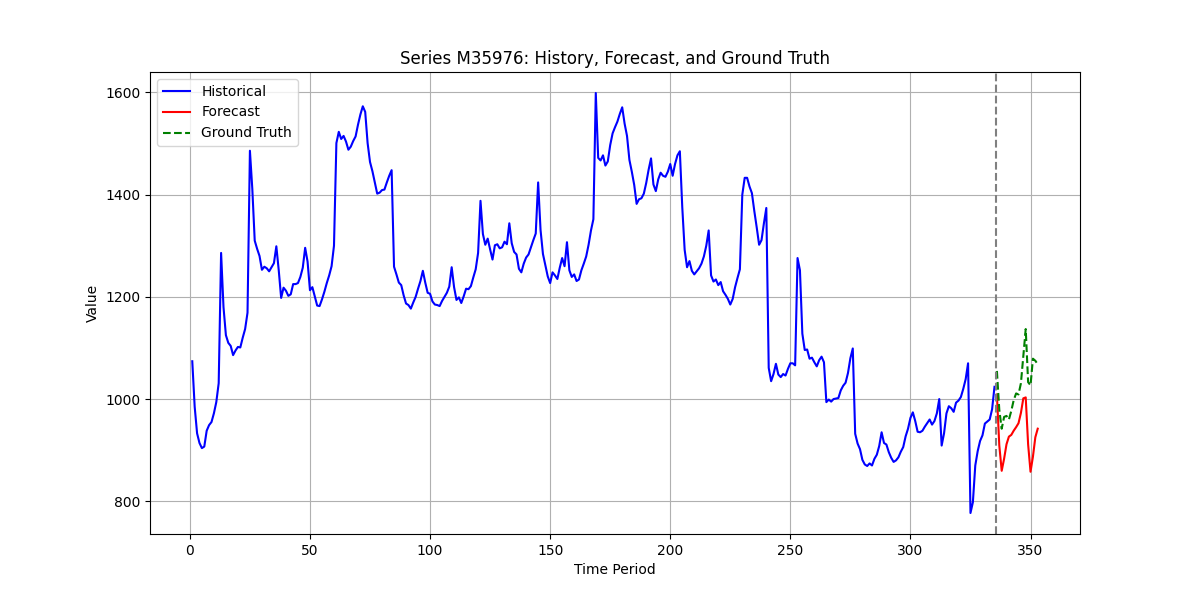 Series M35976: History, Forecast, and Ground Truth
Historical
Forecast
Ground Truth
Value
1600
1400
1200
1000
800
0 50 100 150 200 250 300 350
Time Period